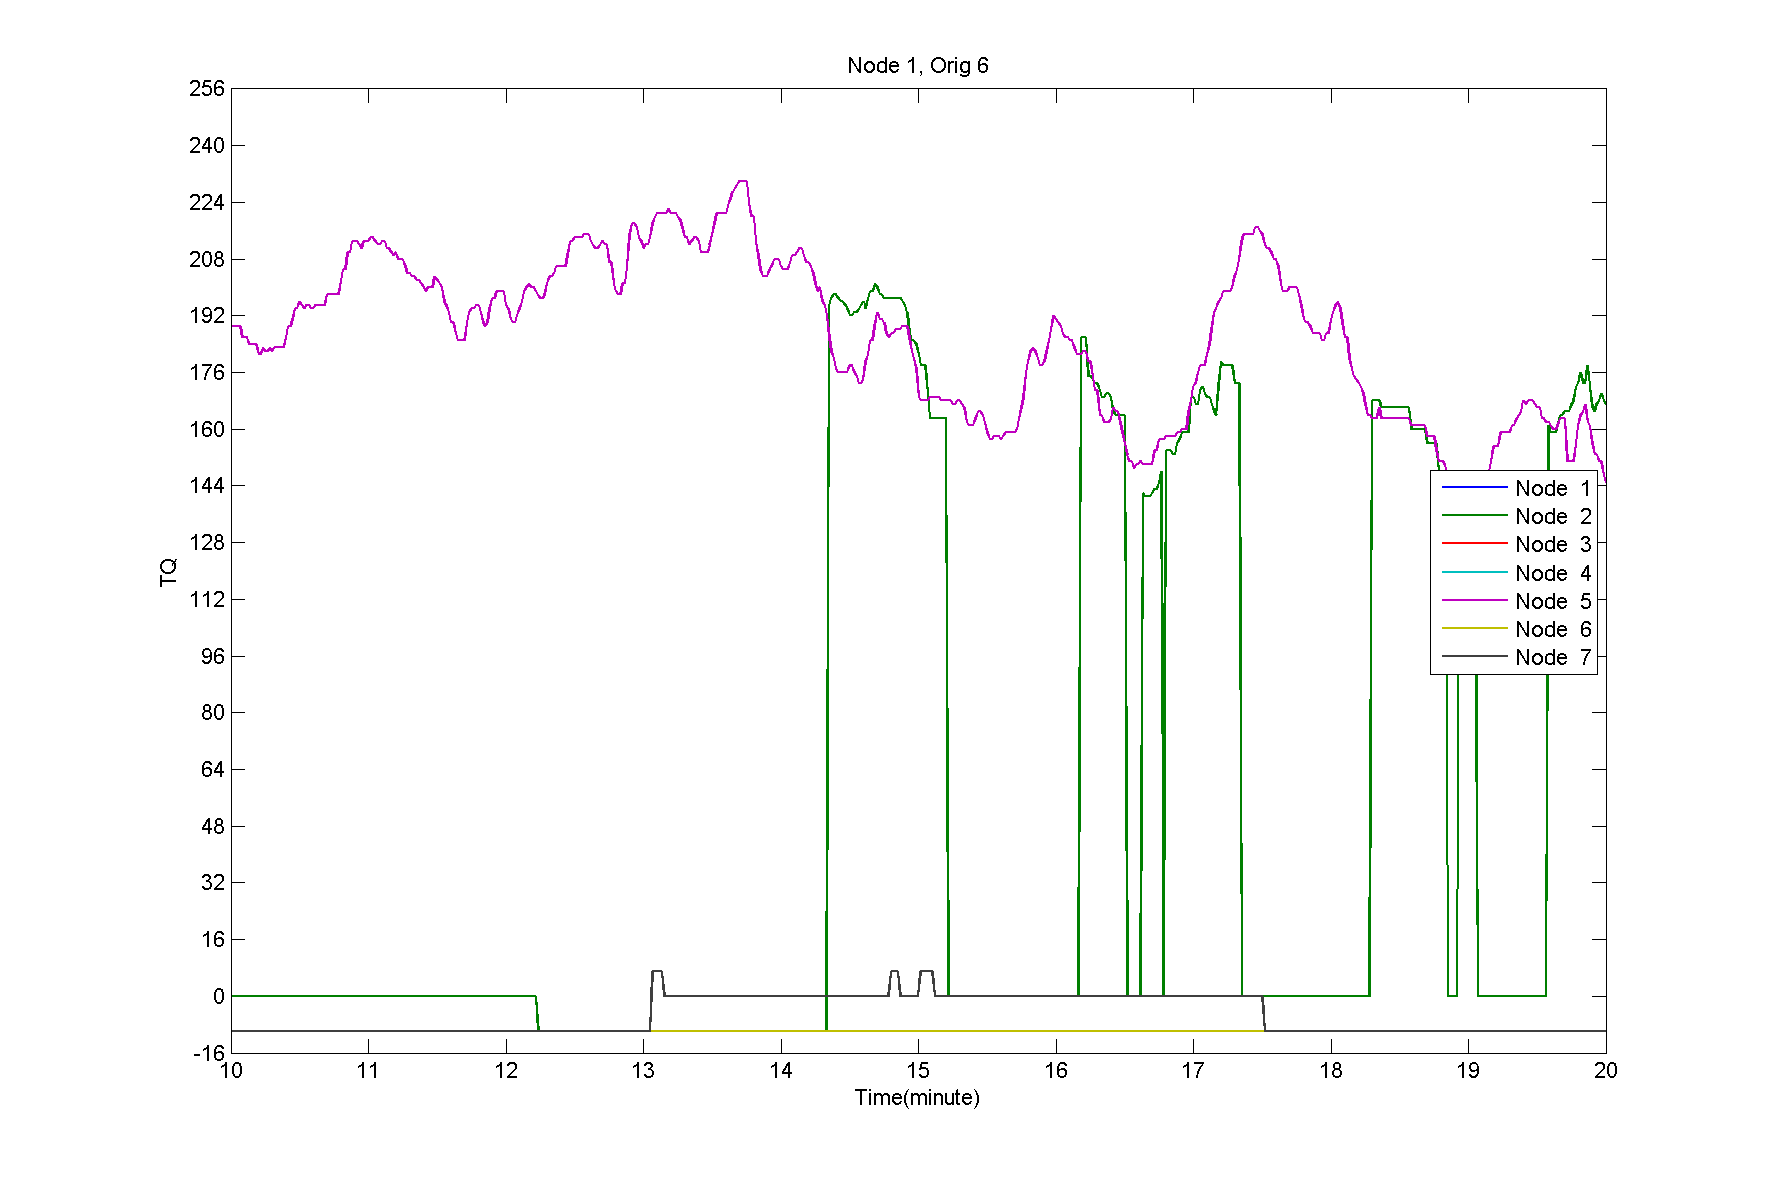 Node 1, Orig 6
256
240
224
208
192
176
160
144
128
112
96
80
64
48
32
16
0
-16
TQ
Node 1
Node 2
Node 3
Node 4
Node 5
Node 6
Node 7
10 11 12 13 14 15 16 17 18 19 20
Time(minute)